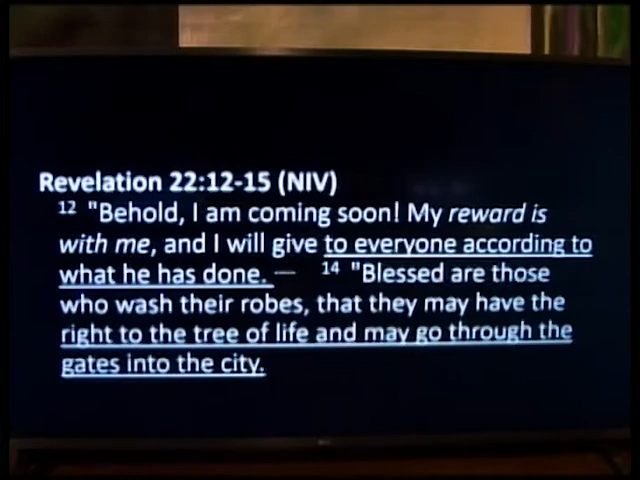 Revelation 22:12-15 (NIV)
12 "Behold, I am coming soon! My reward is
with me, and I will give to everyone according to
what he has done. — 14 "Blessed are those
who wash their robes, that they may have the
right to the tree of life and may go through the
gates into the city.